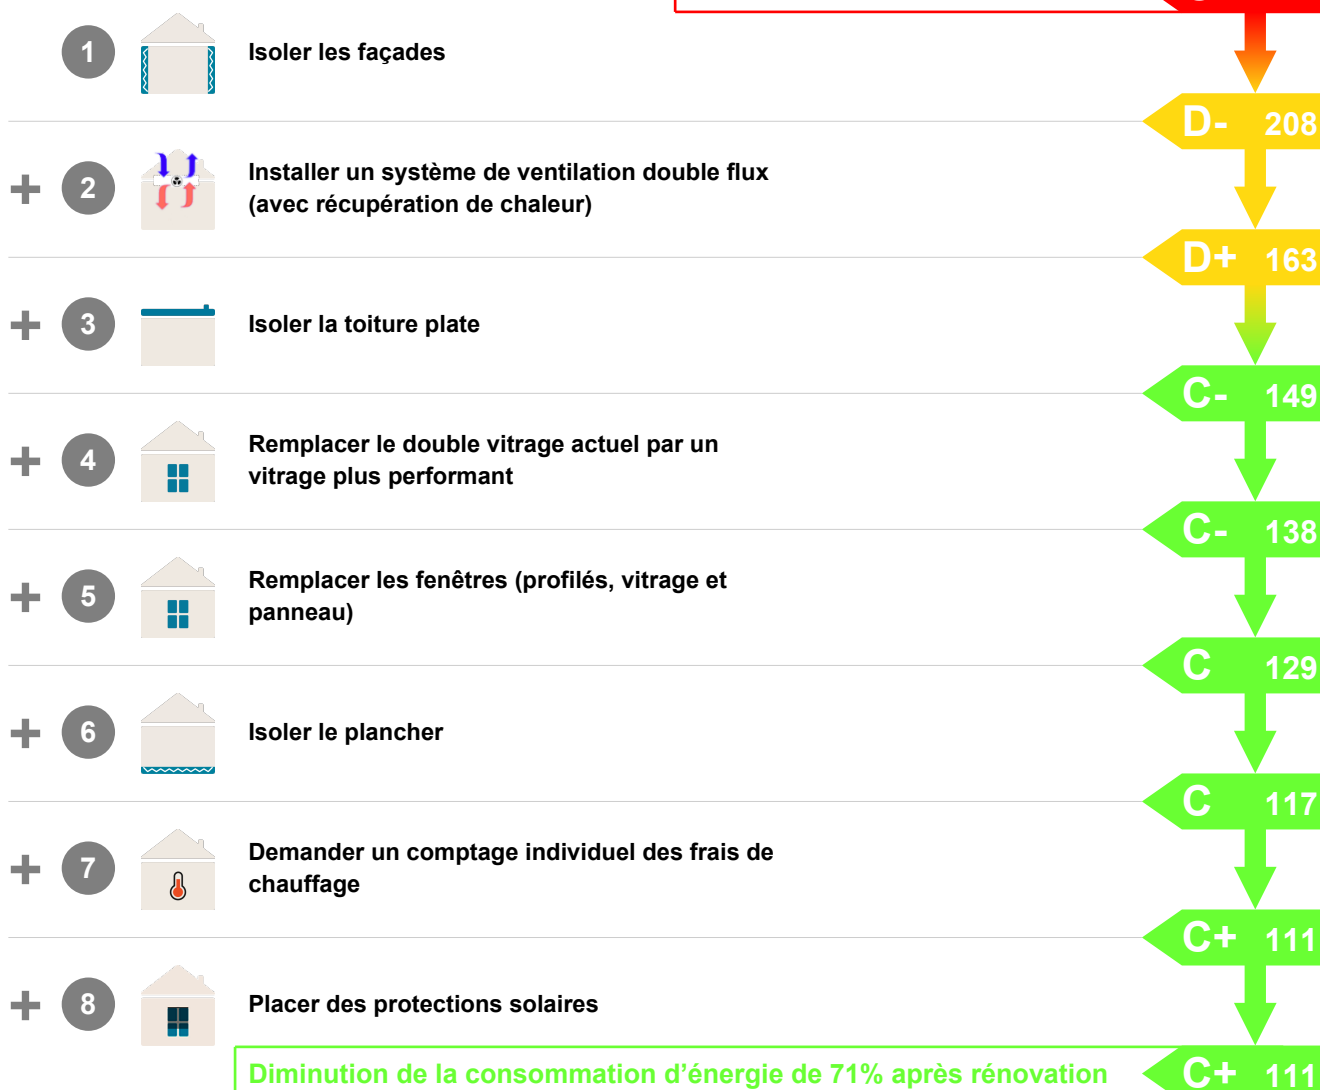 1 Isoler les façades
D- 208
+ 2 Installer un système de ventilation double flux
(avec récupération de chaleur)
D+ 163
+ 3 Isoler la toiture plate
C- 149
+ 4 Remplacer le double vitrage actuel par un
vitrage plus performant
C- 138
+ 5 Remplacer les fenêtres (profilés, vitrage et
panneau)
C 129
+ 6 Isoler le plancher
C 117
+ 7 Demander un comptage individuel des frais de
chauffage
C+ 111
+ 8 Placer des protections solaires
Diminution de la consommation d’énergie de 71% après rénovation C+ 111